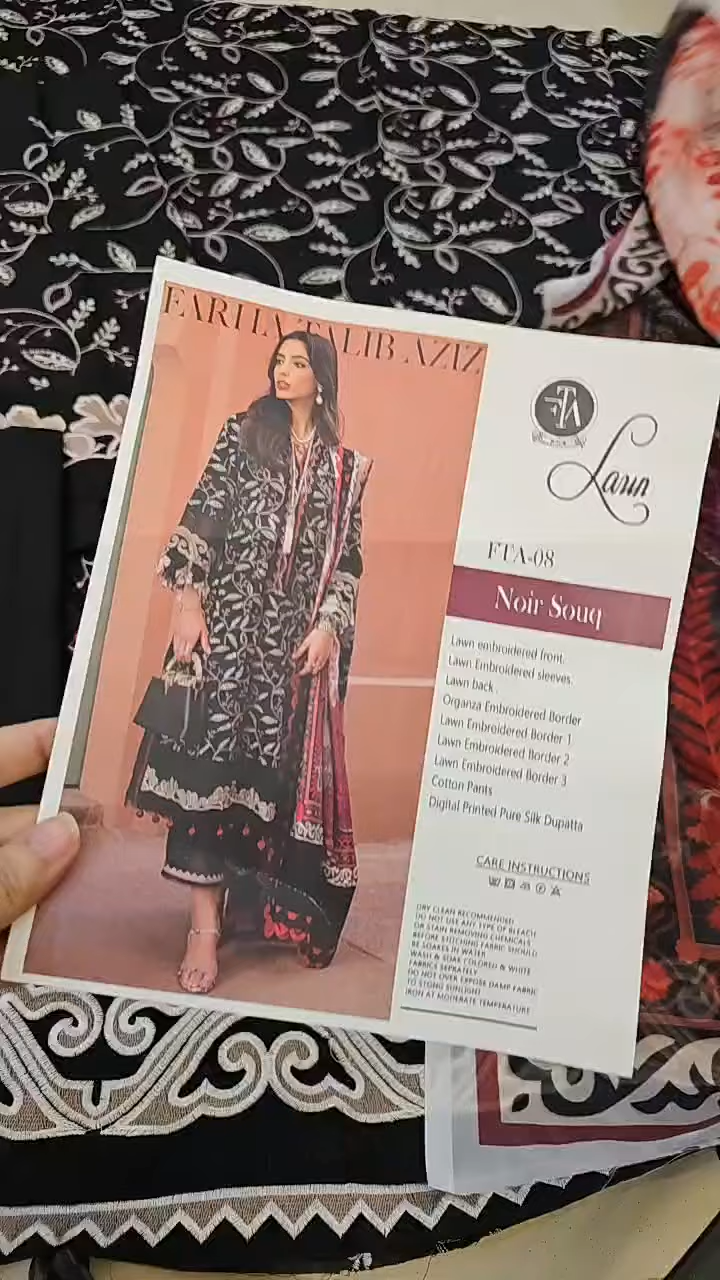 FARIHA TALIB AZIZ
FTA
Lawn
FTA-08
Noir Souq
Lawn embroidered front.
Lawn Embroidered sleeves.
Lawn back
Organza Embroidered Border
Lawn Embroidered Border 1
Lawn Embroidered Border 2
Lawn Embroidered Border 3
Cotton Pants
Digital Printed Pure Silk Dupatta
CARE INSTRUCTIONS
DRY CLEAN RECOMMENDED
DO NOT USE ANY TYPE OF BLEACH
OR STAIN REMOVING CHEMICALS
BEFORE STITCHING FABRIC SHOULD
BE SOAKES IN WATER
WASH & SOAK COLORED & WHITE
FABRICS SEPRATELY
DO NOT OVER EXPOSE DAMP FABRIC
TO STONG SUNLIGHT
IRON AT MODERATE TEMPERATURE